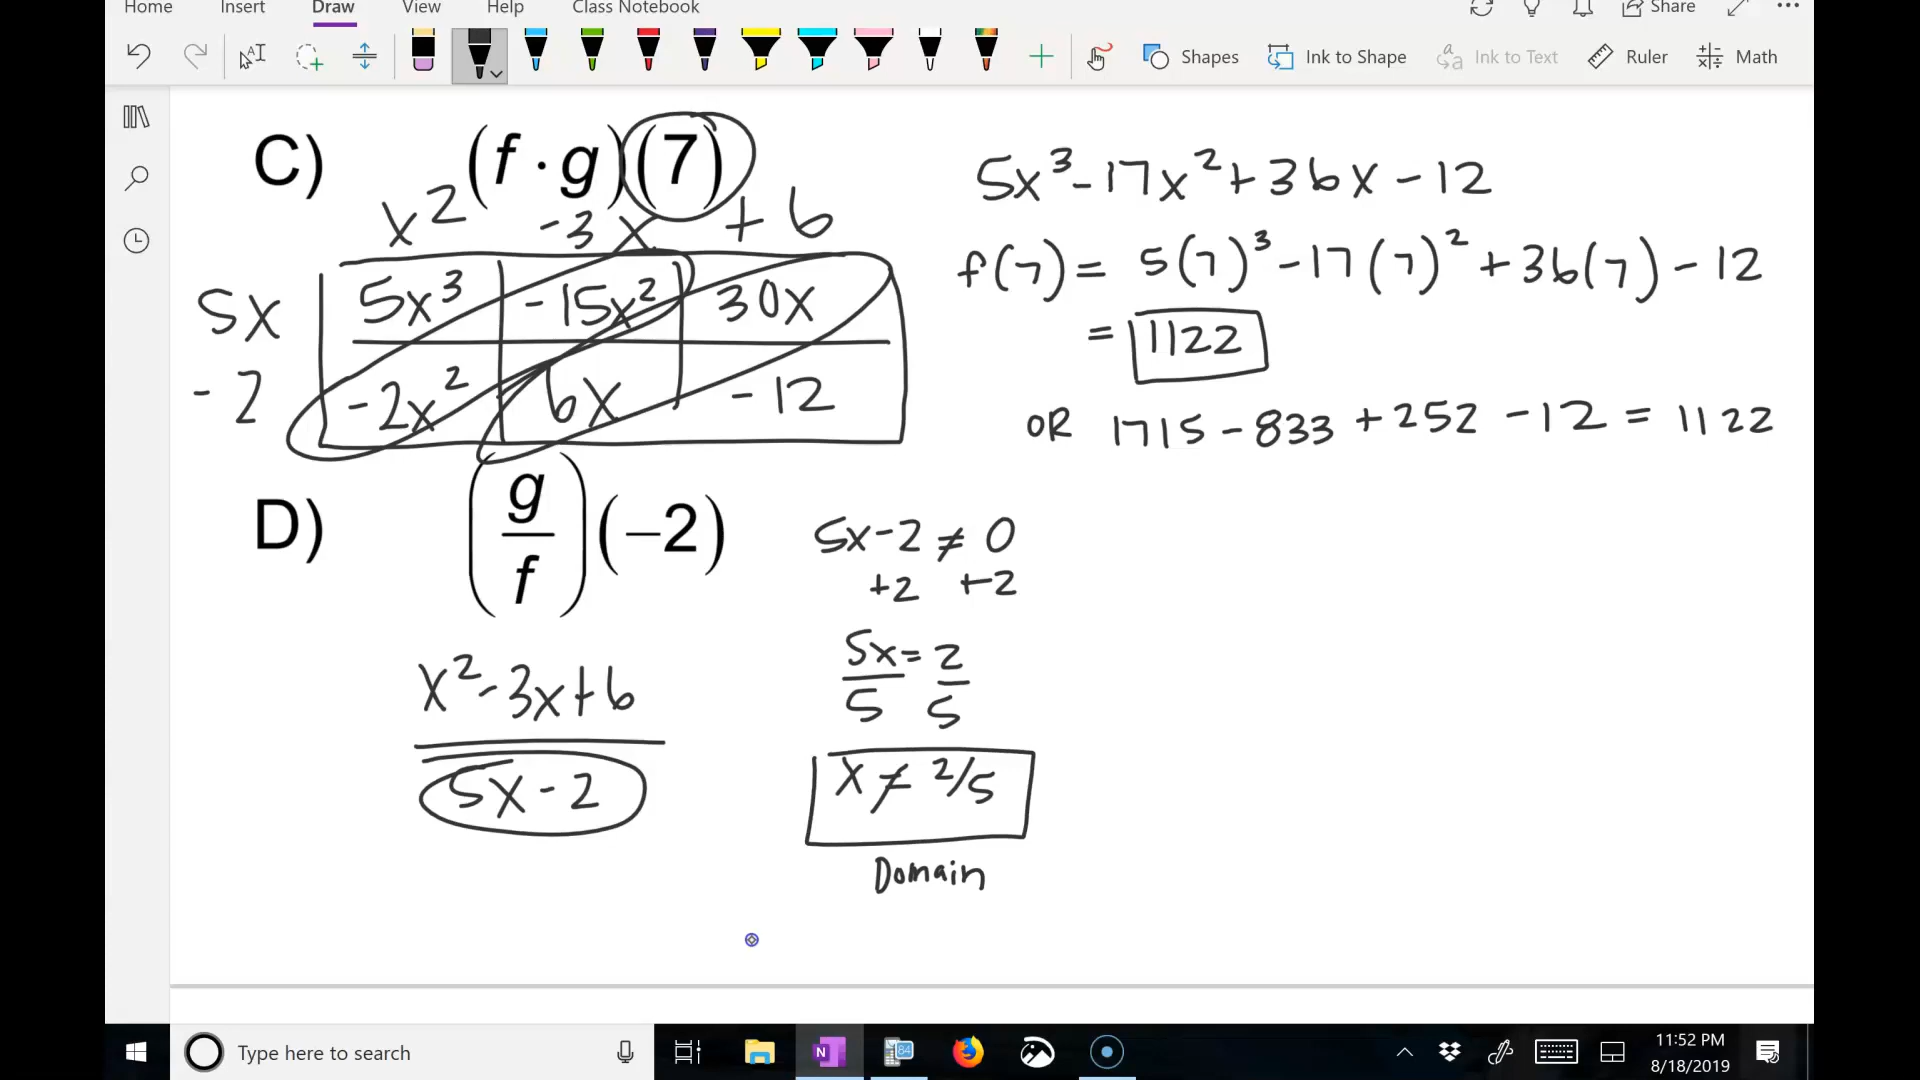 Home Insert Draw View Help Class Notebook Share
Shapes Ink to Shape Ink to Text Ruler Math
C) (f · g)(7)
x² -3x +6
5x 5x³ -15x² 30x
-2 -2x² 6x -12
5x³ - 17x² + 36x - 12
f(7) = 5(7)³ - 17(7)² + 36(7) - 12
= 1122
OR 1715 - 833 + 252 - 12 = 1122
D) (g/f)(−2)
x² - 3x + 6
5x - 2
5x - 2 ≠ 0
+2 +2
5x = 2
5 5
x ≠ 2/5
Domain
Type here to search
N
84
11:52 PM
8/18/2019